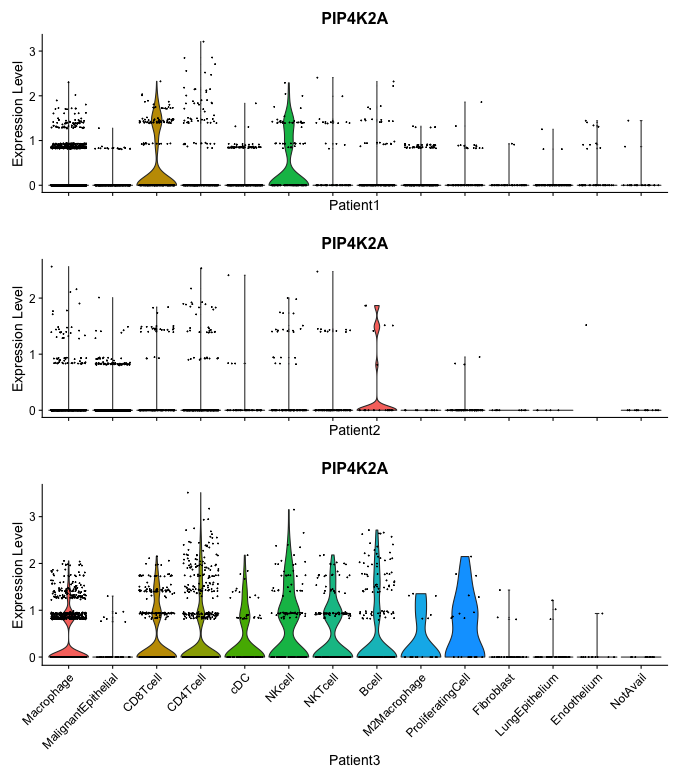 PIP4K2A
Expression Level
3
2
1
0
Patient1
PIP4K2A
Expression Level
2
1
0
Patient2
PIP4K2A
Expression Level
3
2
1
0
Macrophage
MalignantEpithelial
CD8Tcell
CD4Tcell
cDC
NKcell
NKTcell
Bcell
M2Macrophage
ProliferatingCell
Fibroblast
LungEpithelium
Endothelium
NotAvail
Patient3